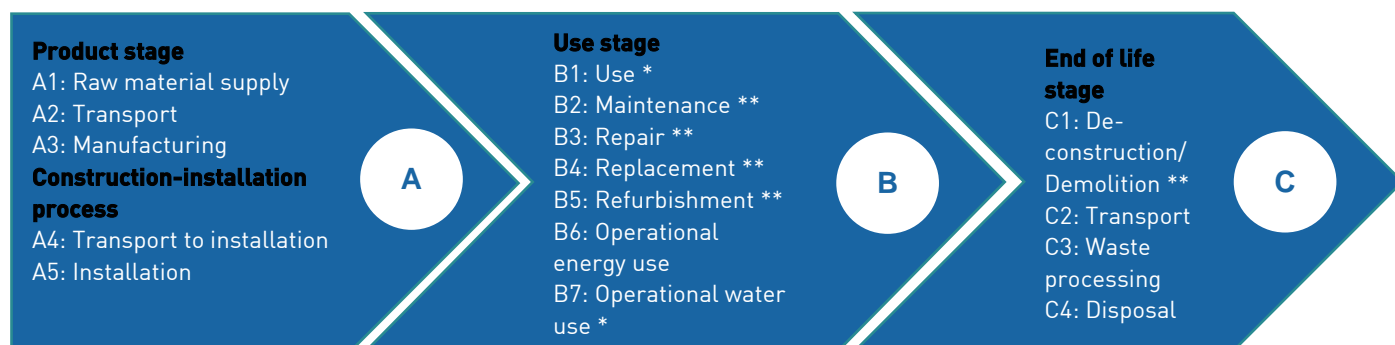 Product stage
A1: Raw material supply
A2: Transport
A3: Manufacturing
Construction-installation
process
A4: Transport to installation
A5: Installation
A
Use stage
B1: Use *
B2: Maintenance **
B3: Repair **
B4: Replacement **
B5: Refurbishment **
B6: Operational
energy use
B7: Operational water
use *
B
End of life
stage
C1: De-
construction/
Demolition **
C2: Transport
C3: Waste
processing
C4: Disposal
C